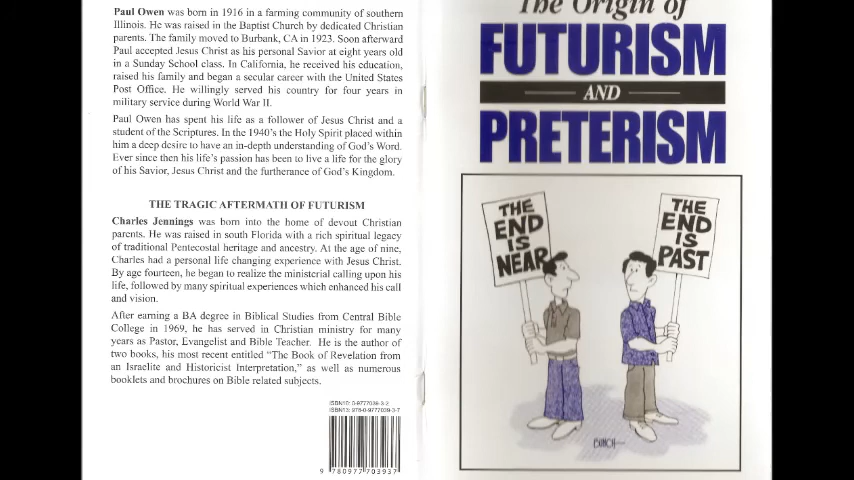 Paul Owen was born in 1916 in a farming community of southern
Illinois. He was raised in the Baptist Church by dedicated Christian
parents. The family moved to Burbank, CA in 1923. Soon afterward
Paul accepted Jesus Christ as his personal Savior at eight years old
in a Sunday School class. In California, he received his education,
raised his family and began a secular career with the United States
Post Office. He willingly served his country for four years in
military service during World War II.
Paul Owen has spent his life as a follower of Jesus Christ and a
student of the Scriptures. In the 1940's the Holy Spirit placed within
him a deep desire to have an in-depth understanding of God's Word.
Ever since then his life's passion has been to live a life for the glory
of his Savior, Jesus Christ and the furtherance of God's Kingdom.
THE TRAGIC AFTERMATH OF FUTURISM
Charles Jennings was born into the home of devout Christian
parents. He was raised in south Florida with a rich spiritual legacy
of traditional Pentecostal heritage and ancestry. At the age of nine,
Charles had a personal life changing experience with Jesus Christ.
By age fourteen, he began to realize the ministerial calling upon his
life, followed by many spiritual experiences which enhanced his call
and vision.
After earning a BA degree in Biblical Studies from Central Bible
College in 1969, he has served in Christian ministry for many
years as Pastor, Evangelist and Bible Teacher. He is the author of
two books, his most recent entitled “The Book of Revelation from
an Israelite and Historicist Interpretation,” as well as numerous
booklets and brochures on Bible related subjects.
ISBN10: 0-9777039-3-2
ISBN13: 978-0-9777039-3-7
9 780977 703937
The Origin of
FUTURISM
AND
PRETERISM
THE
END
IS
NEAR
THE
END
IS
PAST
BUNCH